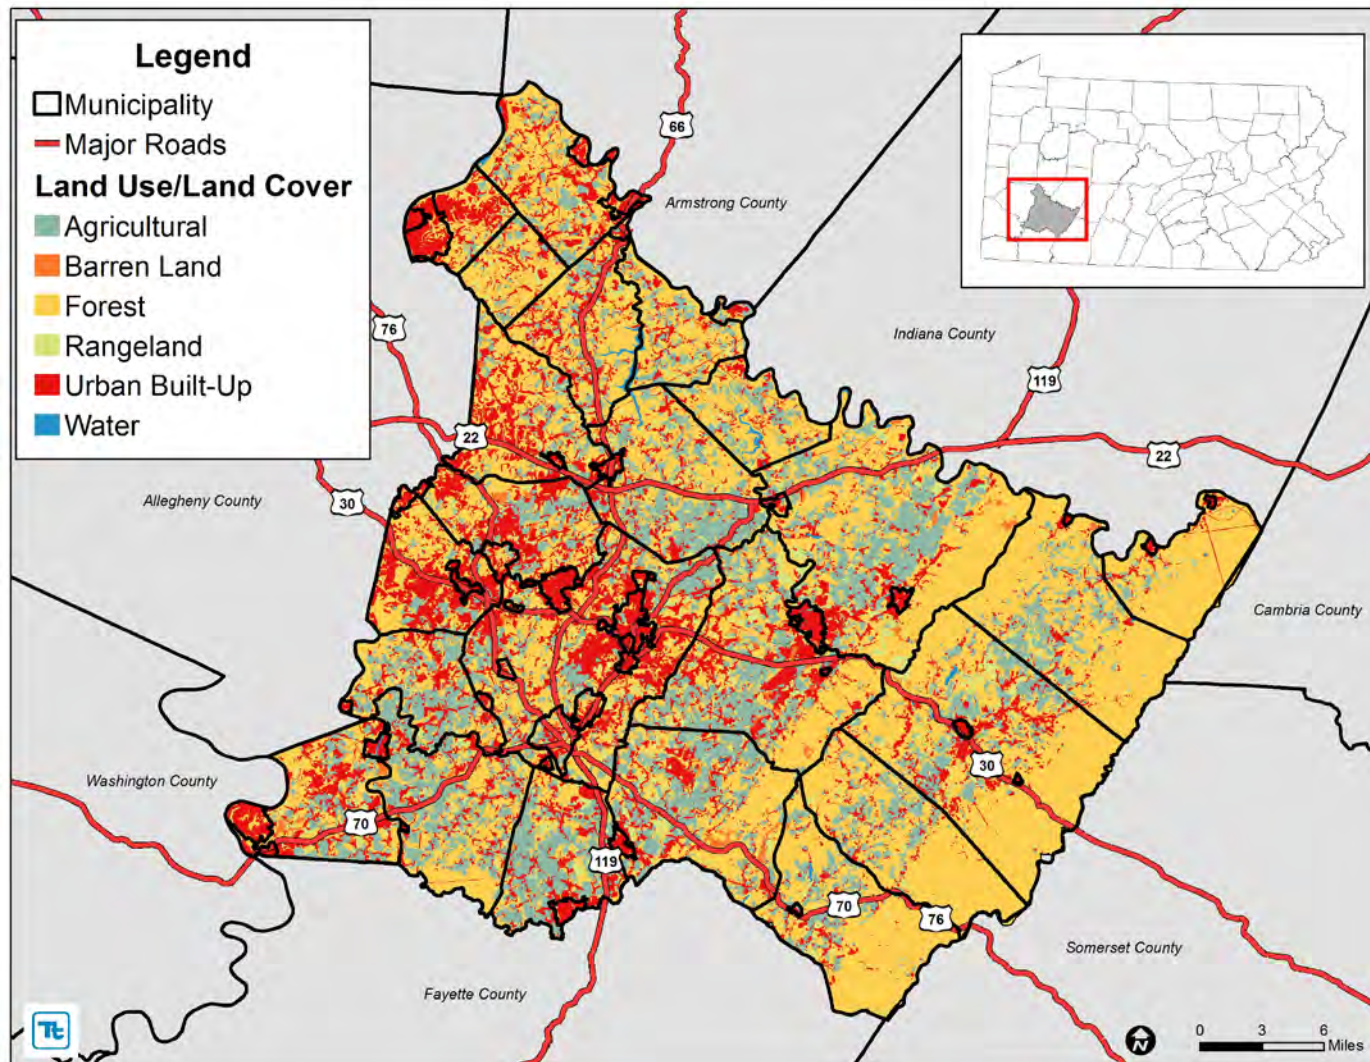 Legend
Municipality
Major Roads
Land Use/Land Cover
Agricultural
Barren Land
Forest
Rangeland
Urban Built-Up
Water
66
Armstrong County
76
Indiana County
119
22
22
30
Allegheny County
Cambria County
30
Washington County
70
119
70
76
Somerset County
Fayette County
Tt
N
0 3 6
Miles